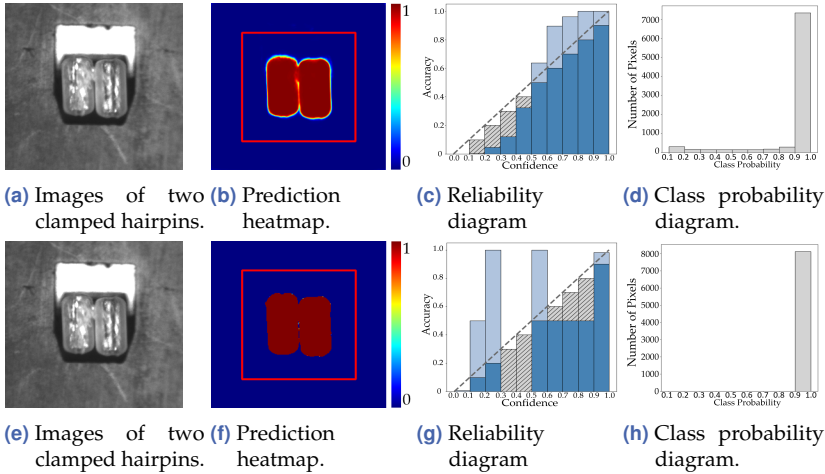 1
0
1.0
0.8
0.6
0.4
0.2
0.0
Accuracy
0.0 0.1 0.2 0.3 0.4 0.5 0.6 0.7 0.8 0.9 1.0
Confidence
7000
6000
5000
4000
3000
2000
1000
0
Number of Pixels
0.1 0.2 0.3 0.4 0.5 0.6 0.7 0.8 0.9 1.0
Class Probability
(a) Images of two
clamped hairpins.
(b) Prediction
heatmap.
(c) Reliability
diagram
(d) Class probability
diagram.
1
0
1.0
0.8
0.6
0.4
0.2
0
Accuracy
0.0 0.1 0.2 0.3 0.4 0.5 0.6 0.7 0.8 0.9 1.0
Confidence
8000
7000
6000
5000
4000
3000
2000
1000
0
Number of Pixels
0.1 0.2 0.3 0.4 0.5 0.6 0.7 0.8 0.9 1.0
Class Probability
(e) Images of two
clamped hairpins.
(f) Prediction
heatmap.
(g) Reliability
diagram
(h) Class probability
diagram.